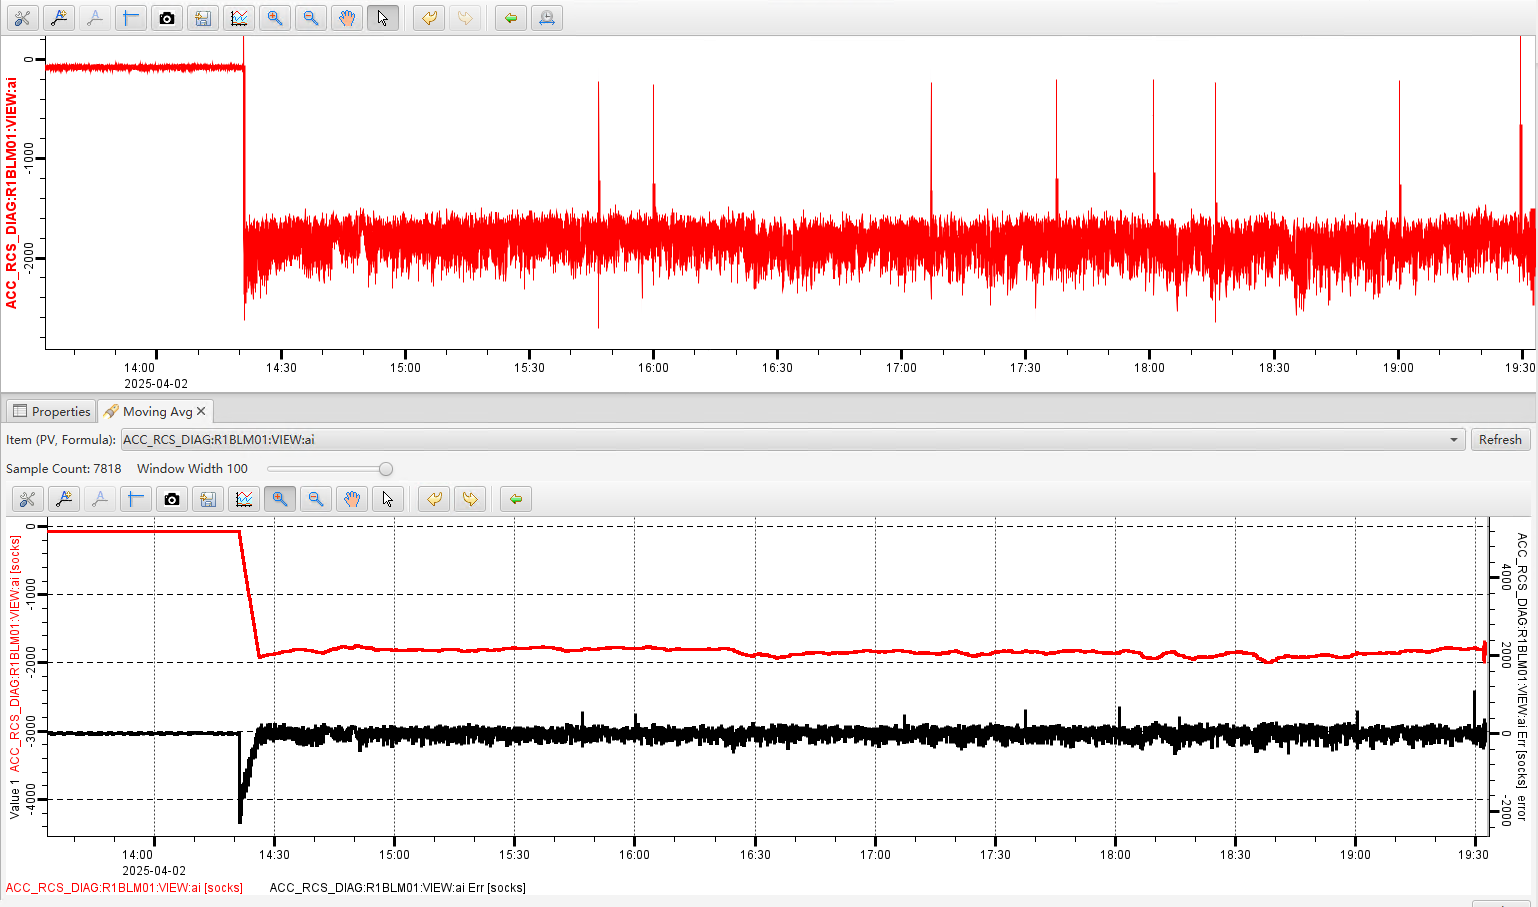 0
-1000
-2000
ACC_RCS_DIAG:R1BLM01:VIEW:ai
14:00 14:30 15:00 15:30 16:00 16:30 17:00 17:30 18:00 18:30 19:00 19:30
2025-04-02
Properties Moving Avg
Item (PV, Formula): ACC_RCS_DIAG:R1BLM01:VIEW:ai Refresh
Sample Count: 7818 Window Width 100
0
-1000
-2000
-3000
-4000
Value 1 ACC_RCS_DIAG:R1BLM01:VIEW:ai [socks]
4000
2000
0
-2000
ACC_RCS_DIAG:R1BLM01:VIEW:ai Err [socks] error
14:00 14:30 15:00 15:30 16:00 16:30 17:00 17:30 18:00 18:30 19:00 19:30
2025-04-02
ACC_RCS_DIAG:R1BLM01:VIEW:ai [socks] ACC_RCS_DIAG:R1BLM01:VIEW:ai Err [socks]